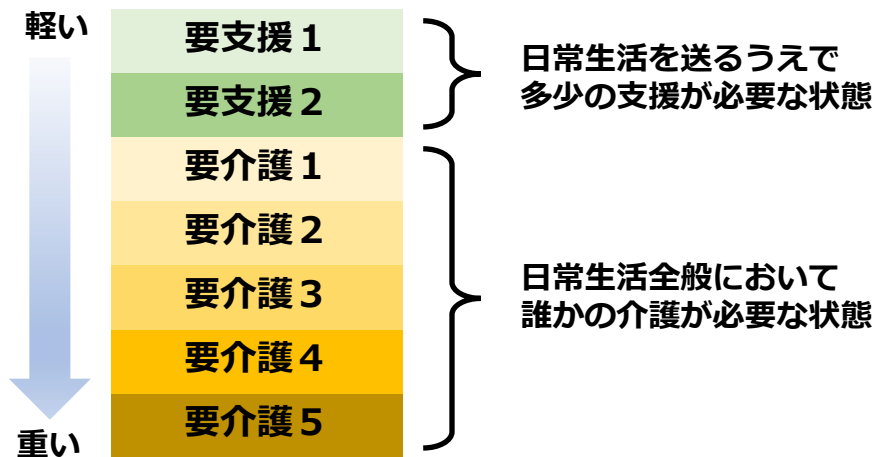 軽い
要支援１
要支援２
日常生活を送るうえで
多少の支援が必要な状態
要介護１
要介護２
要介護３
要介護４
要介護５
日常生活全般において
誰かの介護が必要な状態
重い